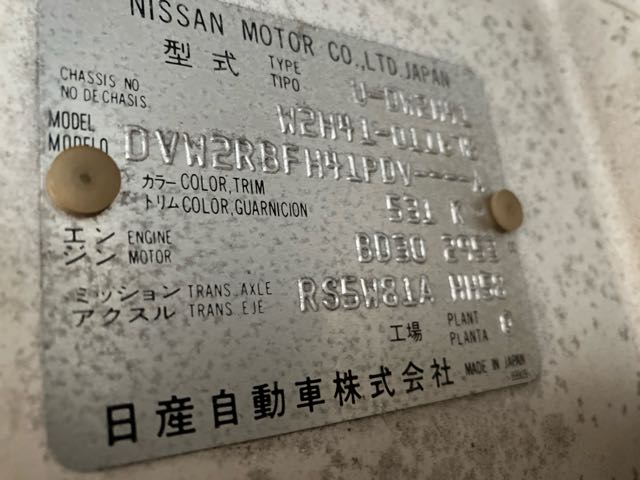 NISSAN MOTOR CO., LTD. JAPAN
型式 TYPE TIPO
CHASSIS NO. NO DE CHASIS
MODEL MODELO DVW2RBFH41PDV----
カラー COLOR, TRIM
トリム COLOR, GUARNICION 531 K
エンジン ENGINE MOTOR BD30
ミッション TRANS. AXLE
アクスル TRANS. EJE RS5W81A HH52
工場 PLANT PLANTA
日産自動車株式会社 MADE IN JAPAN